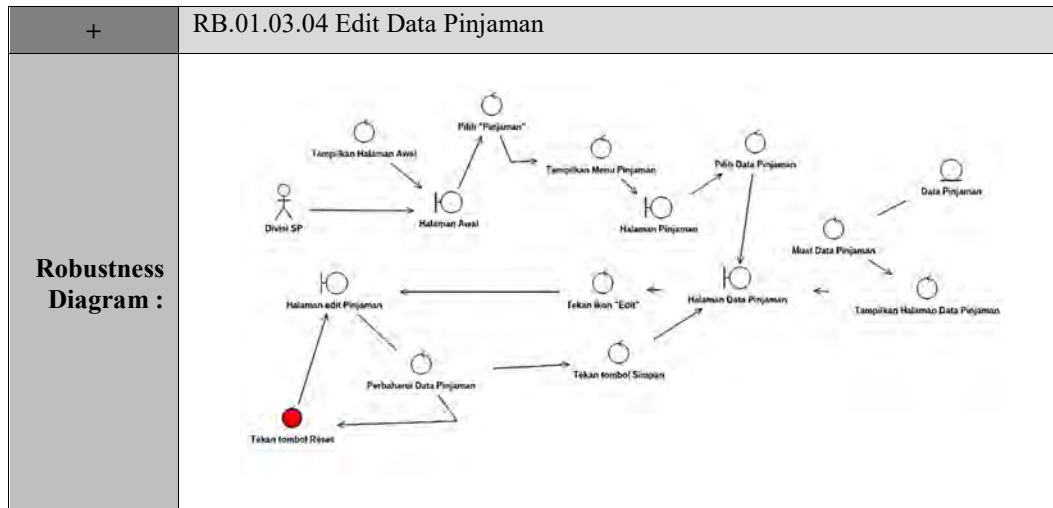 +
RB.01.03.04 Edit Data Pinjaman
Robustness
Diagram :
Pilih "Pinjaman"
Tampilkan Halaman Awal
Tampilkan Menu Pinjaman
Pilih Data Pinjaman
Data Pinjaman
Divisi SP
Halaman Awal
Halaman Pinjaman
Muat Data Pinjaman
Halaman edit Pinjaman
Tekan ikon "Edit"
Halaman Data Pinjaman
Tampilkan Halaman Data Pinjaman
Perbaharui Data Pinjaman
Tekan tombol Simpan
Tekan tombol Reset